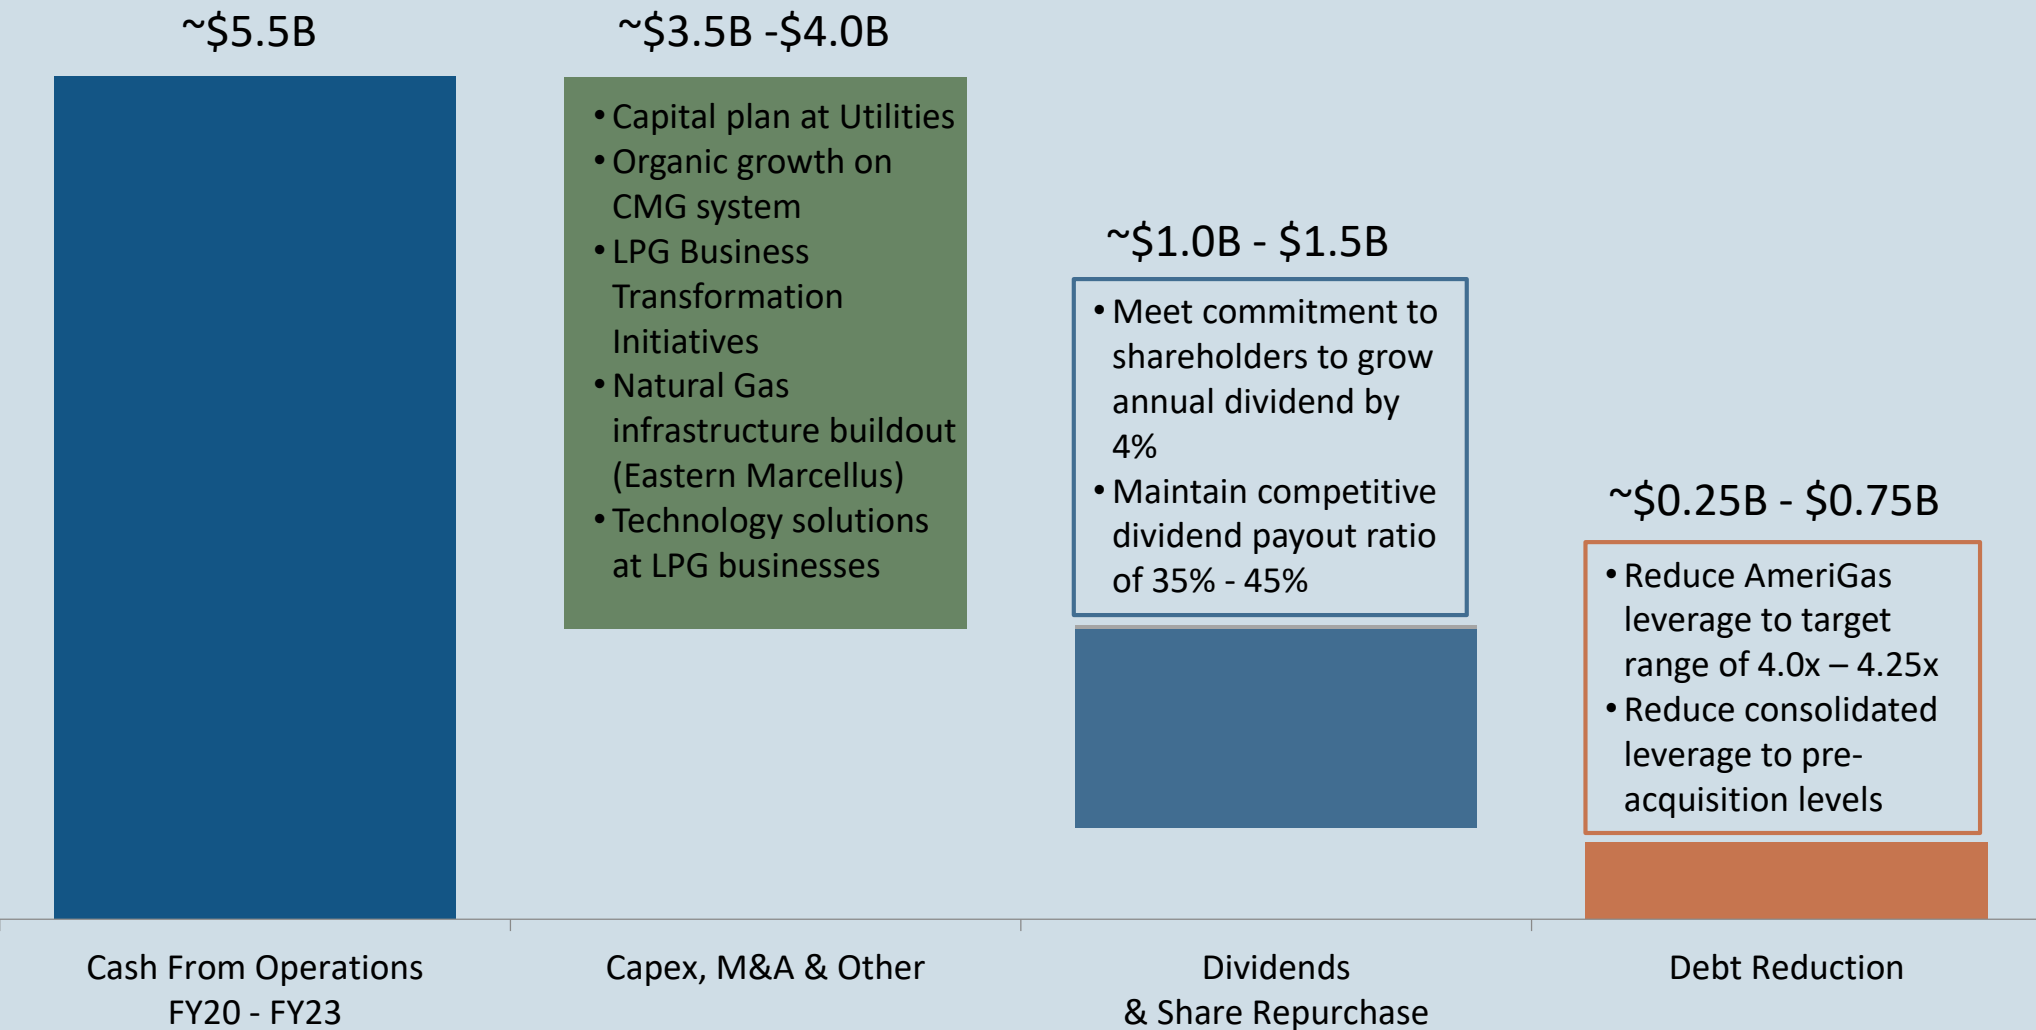 ~$5.5B
~$3.5B -$4.0B
• Capital plan at Utilities
• Organic growth on
CMG system
• LPG Business
Transformation
Initiatives
• Natural Gas
infrastructure buildout
(Eastern Marcellus)
• Technology solutions
at LPG businesses
~$1.0B - $1.5B
• Meet commitment to
shareholders to grow
annual dividend by
4%
• Maintain competitive
dividend payout ratio
of 35% - 45%
~$0.25B - $0.75B
• Reduce AmeriGas
leverage to target
range of 4.0x – 4.25x
• Reduce consolidated
leverage to pre-
acquisition levels
Cash From Operations
FY20 - FY23
Capex, M&A & Other
Dividends
& Share Repurchase
Debt Reduction